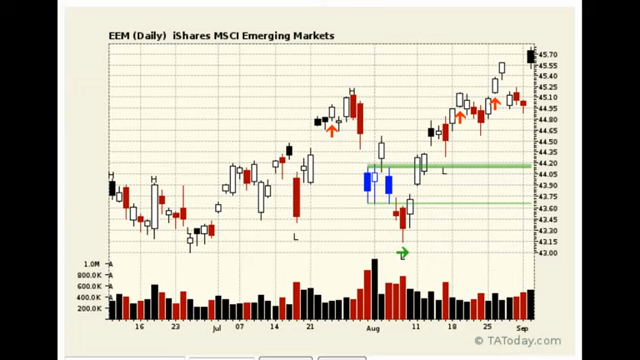 EEM (Daily) iShares MSCI Emerging Markets
45.70
45.55
45.40
45.25
45.10
44.95
44.80
44.65
44.50
44.35
44.20
44.05
43.90
43.75
43.60
43.45
43.30
43.15
43.00
H H H
L L L L
1.0M A
800.0K A
600.0K A
400.0K A
200.0K A
16 23 Jul 07 14 21 Aug 11 18 25 Sep
© TAToday.com